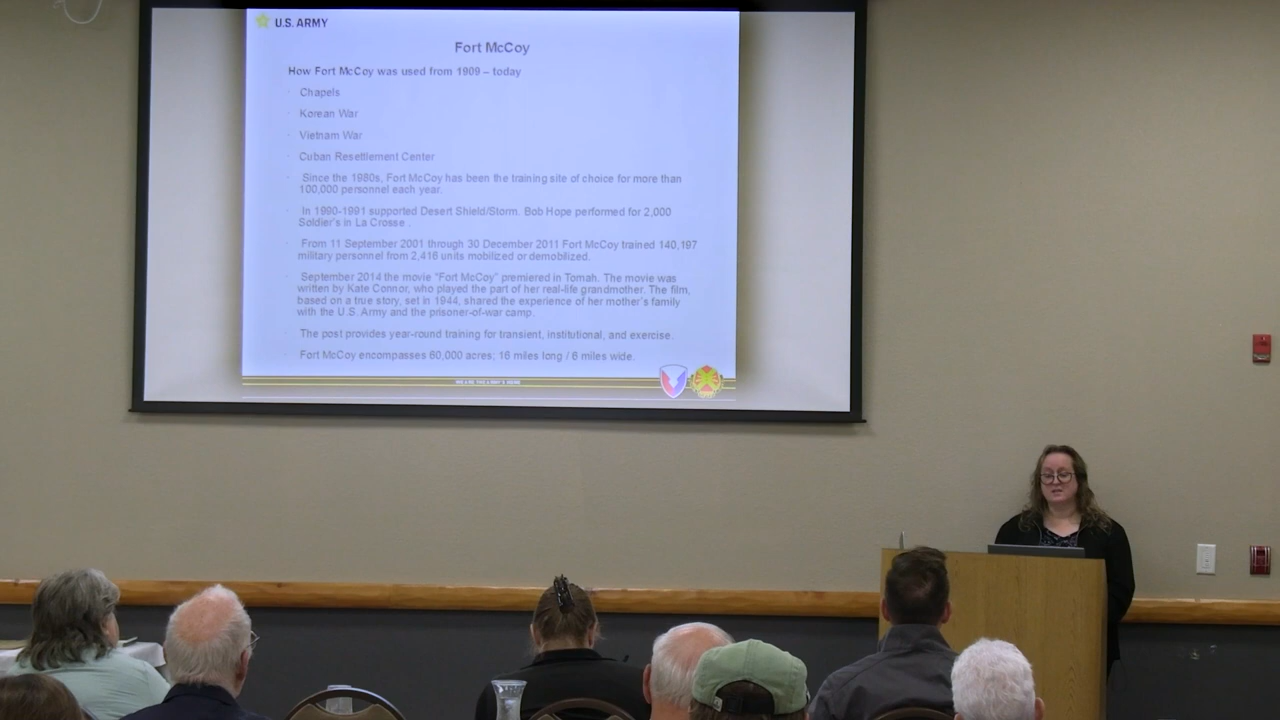 U.S. ARMY
Fort McCoy
How Fort McCoy was used from 1909 – today
Chapels
Korean War
Vietnam War
Cuban Resettlement Center
Since the 1980s, Fort McCoy has been the training site of choice for more than
100,000 personnel each year.
In 1990-1991 supported Desert Shield/Storm. Bob Hope performed for 2,000
Soldier's in La Crosse .
From 11 September 2001 through 30 December 2011 Fort McCoy trained 140,197
military personnel from 2,416 units mobilized or demobilized.
September 2014 the movie “Fort McCoy” premiered in Tomah. The movie was
written by Kate Connor, who played the part of her real-life grandmother. The film,
based on a true story, set in 1944, shared the experience of her mother's family
with the U.S. Army and the prisoner-of-war camp.
The post provides year-round training for transient, institutional, and exercise.
Fort McCoy encompasses 60,000 acres; 16 miles long / 6 miles wide.
WE ARE THE ARMY'S HOME